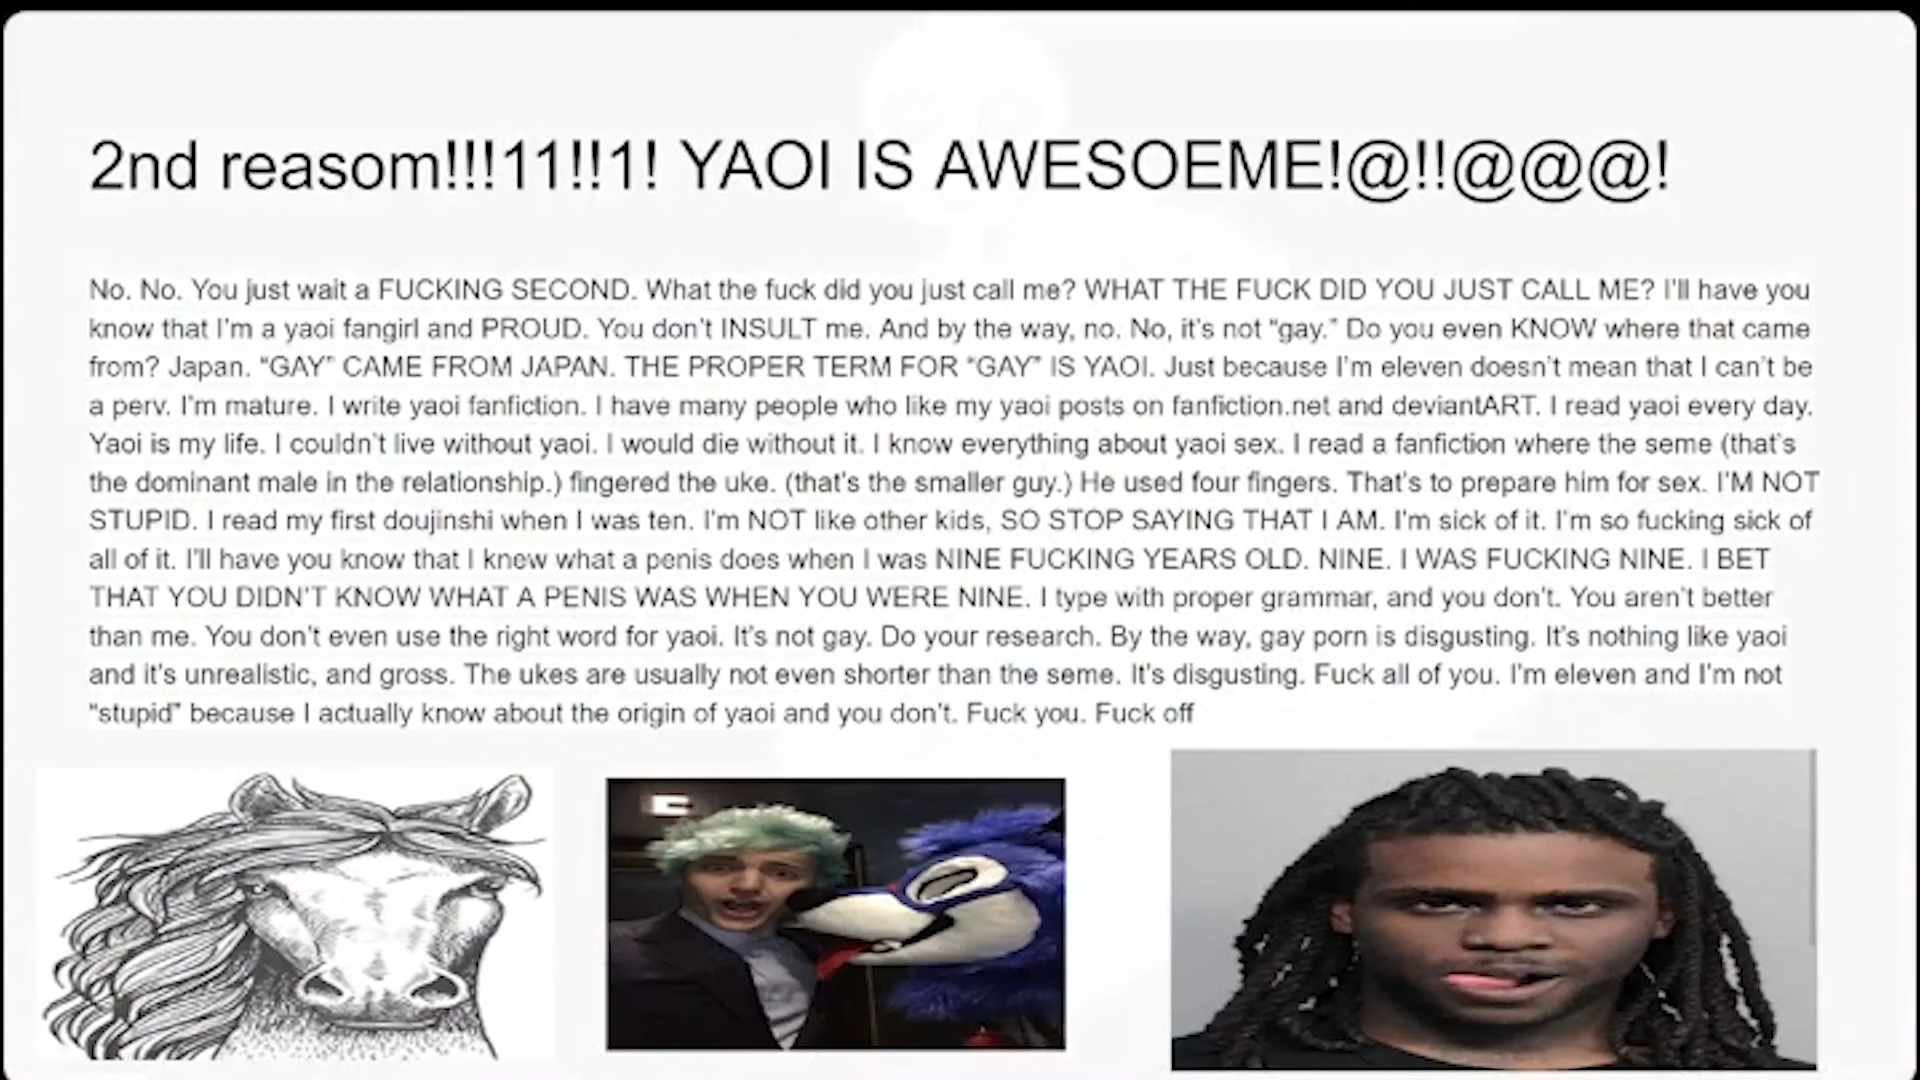 2nd reasom!!!11!!1! YAOI IS AWESOEME!@!!@@@!
No. No. You just wait a FUCKING SECOND. What the fuck did you just call me? WHAT THE FUCK DID YOU JUST CALL ME? I'll have you
know that I'm a yaoi fangirl and PROUD. You don't INSULT me. And by the way, no. No, it's not “gay.” Do you even KNOW where that came
from? Japan. “GAY” CAME FROM JAPAN. THE PROPER TERM FOR “GAY” IS YAOI. Just because I'm eleven doesn't mean that I can't be
a perv. I'm mature. I write yaoi fanfiction. I have many people who like my yaoi posts on fanfiction.net and deviantART. I read yaoi every day.
Yaoi is my life. I couldn't live without yaoi. I would die without it. I know everything about yaoi sex. I read a fanfiction where the seme (that's
the dominant male in the relationship.) fingered the uke. (that's the smaller guy.) He used four fingers. That's to prepare him for sex. I'M NOT
STUPID. I read my first doujinshi when I was ten. I'm NOT like other kids, SO STOP SAYING THAT I AM. I'm sick of it. I'm so fucking sick of
all of it. I'll have you know that I knew what a penis does when I was NINE FUCKING YEARS OLD. NINE. I WAS FUCKING NINE. I BET
THAT YOU DIDN'T KNOW WHAT A PENIS WAS WHEN YOU WERE NINE. I type with proper grammar, and you don't. You aren't better
than me. You don't even use the right word for yaoi. It's not gay. Do your research. By the way, gay porn is disgusting. It's nothing like yaoi
and it's unrealistic, and gross. The ukes are usually not even shorter than the seme. It's disgusting. Fuck all of you. I'm eleven and I'm not
“stupid” because I actually know about the origin of yaoi and you don't. Fuck you. Fuck off